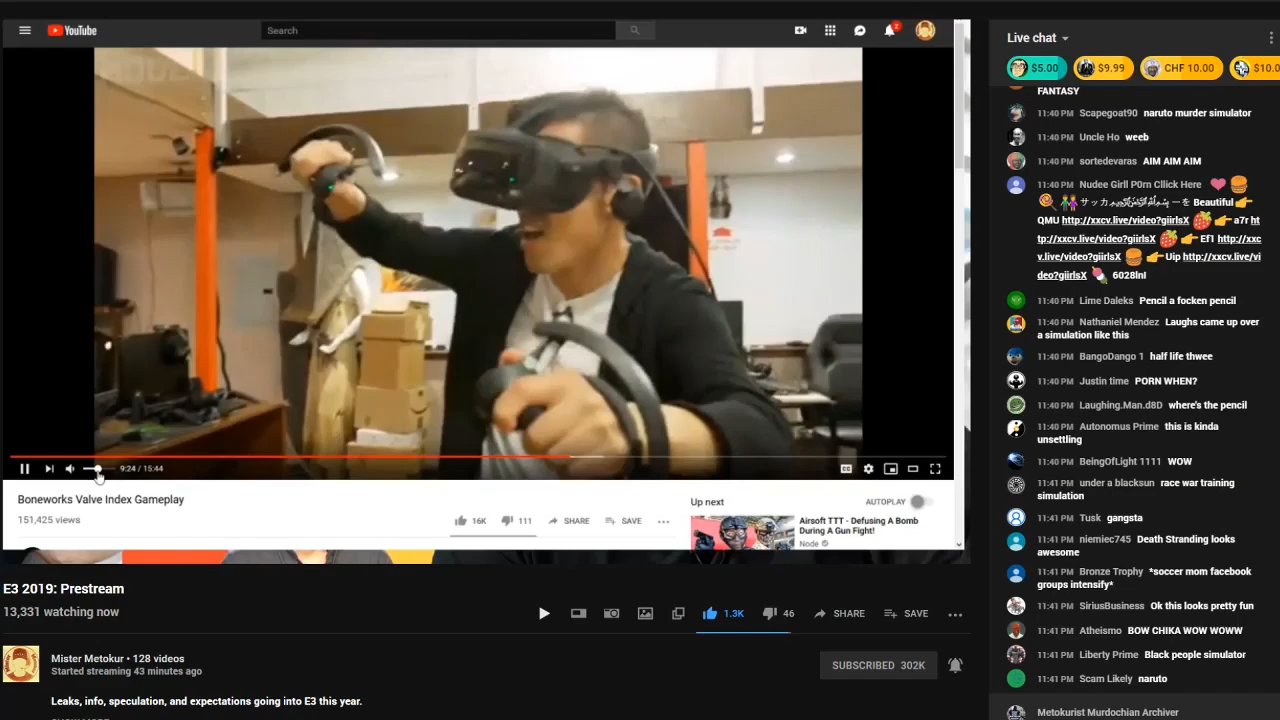 YouTube
Search
2
9:24 / 15:44
Boneworks Valve Index Gameplay
151,425 views
16K
111
SHARE
SAVE
Up next
AUTOPLAY
Airsoft TTT - Defusing A Bomb
During A Gun Fight!
Node
E3 2019: Prestream
13,331 watching now
1.3K
46
SHARE
SAVE
Mister Metokur • 128 videos
Started streaming 43 minutes ago
SUBSCRIBED 302K
Leaks, info, speculation, and expectations going into E3 this year.
Live chat
$5.00 $9.99 CHF 10.00 $10.0
FANTASY
11:40 PM Scapegoat90 naruto murder simulator
11:40 PM Uncle Ho weeb
11:40 PM sortedevaras AIM AIM AIM
11:40 PM Nudee Girll P0rn Cllick Here
Beautiful
QMU http://xxcv.live/video?giirlsX a7r ht
tp://xxcv.live/video?giirlsX Ef1 http://xxc
v.live/video?giirlsX Uip http://xxcv.live/vi
deo?giirlsX 6028lnl
11:40 PM Lime Daleks Pencil a focken pencil
11:40 PM Nathaniel Mendez Laughs came up over
a simulation like this
11:40 PM BangoDango 1 half life thwee
11:40 PM Justin time PORN WHEN?
11:40 PM Laughing.Man.d8D where's the pencil
11:40 PM Autonomus Prime this is kinda
unsettling
11:40 PM BeingOfLight 1111 WOW
11:41 PM under a blacksun race war training
simulation
11:41 PM Tusk gangsta
11:41 PM niemiec745 Death Stranding looks
awesome
11:41 PM Bronze Trophy *soccer mom facebook
groups intensify*
11:41 PM SiriusBusiness Ok this looks pretty fun
11:41 PM Atheismo BOW CHIKA WOW WOWW
11:41 PM Liberty Prime Black people simulator
11:41 PM Scam Likely naruto
Metokurist Murdochian Archiver